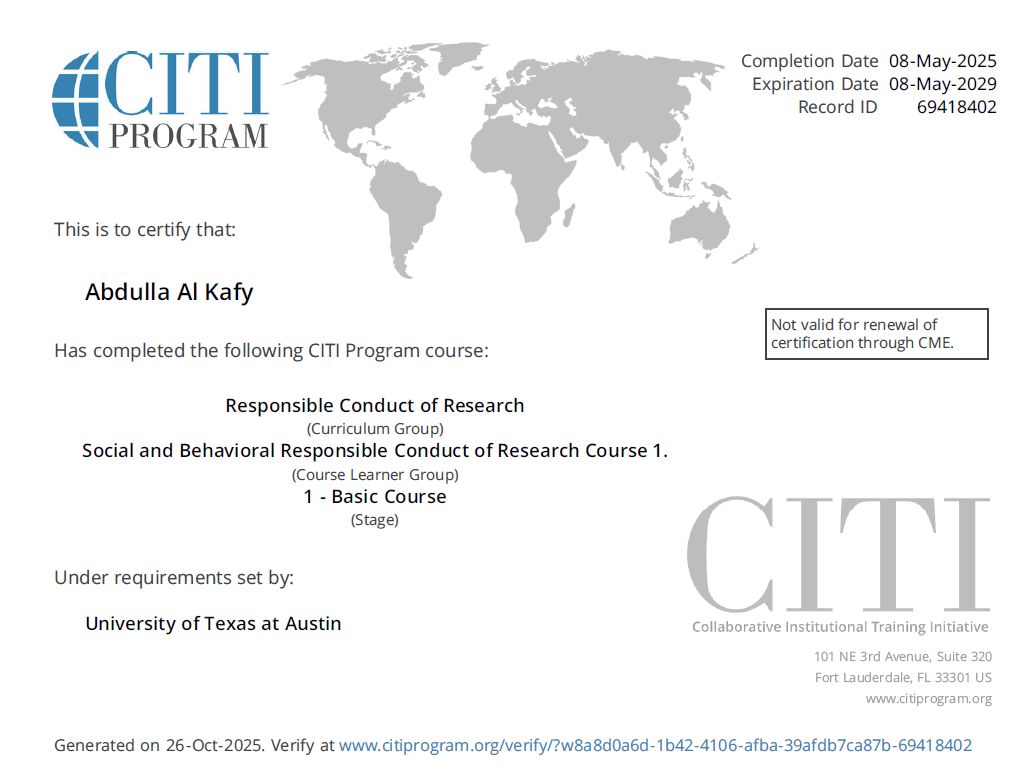 CITI
PROGRAM
Completion Date 08-May-2025
Expiration Date 08-May-2029
Record ID 69418402
This is to certify that:
Abdulla Al Kafy
Not valid for renewal of
certification through CME.
Has completed the following CITI Program course:
Responsible Conduct of Research
(Curriculum Group)
Social and Behavioral Responsible Conduct of Research Course 1.
(Course Learner Group)
1 - Basic Course
(Stage)
Under requirements set by:
University of Texas at Austin
CITI
Collaborative Institutional Training Initiative
101 NE 3rd Avenue, Suite 320
Fort Lauderdale, FL 33301 US
www.citiprogram.org
Generated on 26-Oct-2025. Verify at www.citiprogram.org/verify/?w8a8d0a6d-1b42-4106-afba-39afdb7ca87b-69418402